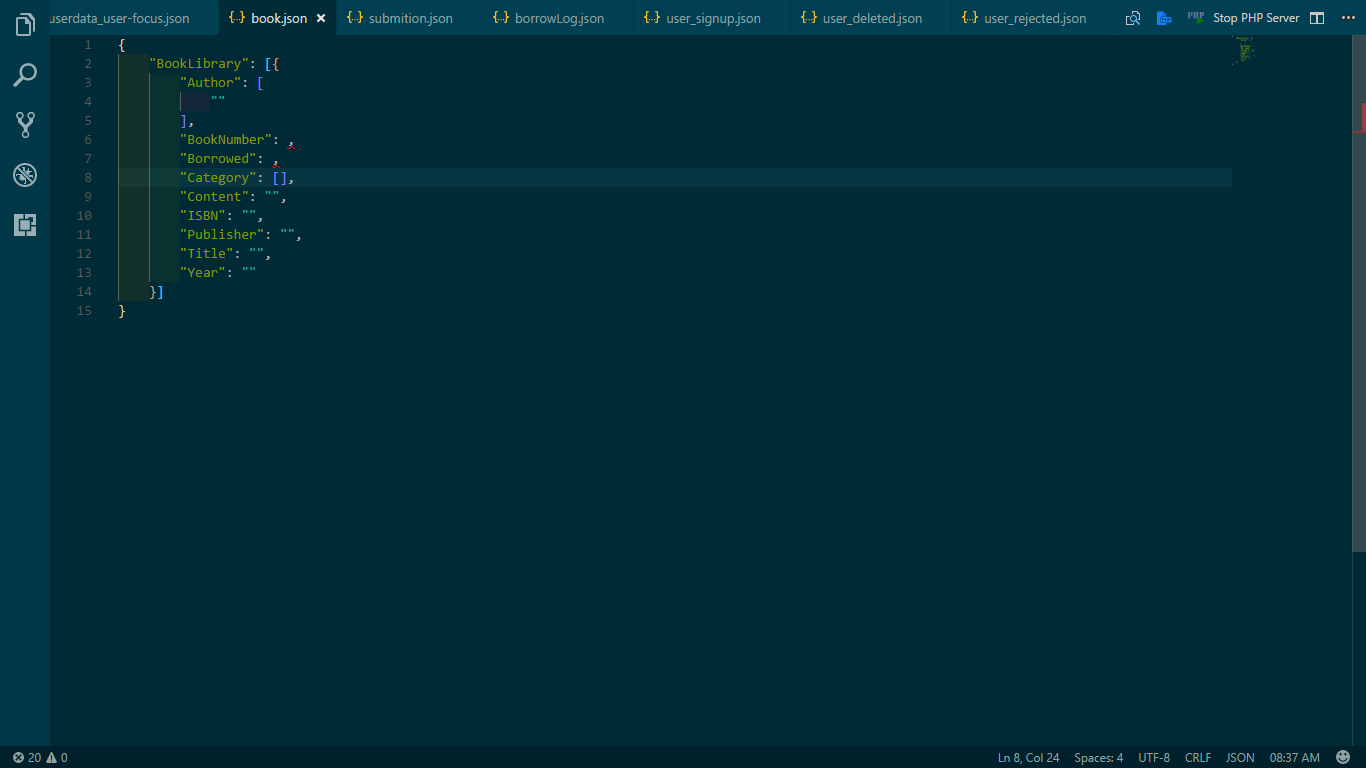 userdata_user-focus.json book.json submition.json borrowLog.json user_signup.json user_deleted.json user_rejected.json PHP Stop PHP Server
1 {
2 "BookLibrary": [{
3 "Author": [
4 ""
5 ],
6 "BookNumber": ,
7 "Borrowed": ,
8 "Category": [],
9 "Content": "",
10 "ISBN": "",
11 "Publisher": "",
12 "Title": "",
13 "Year": ""
14 }]
15 }
20 0 Ln 8, Col 24 Spaces: 4 UTF-8 CRLF JSON 08:37 AM